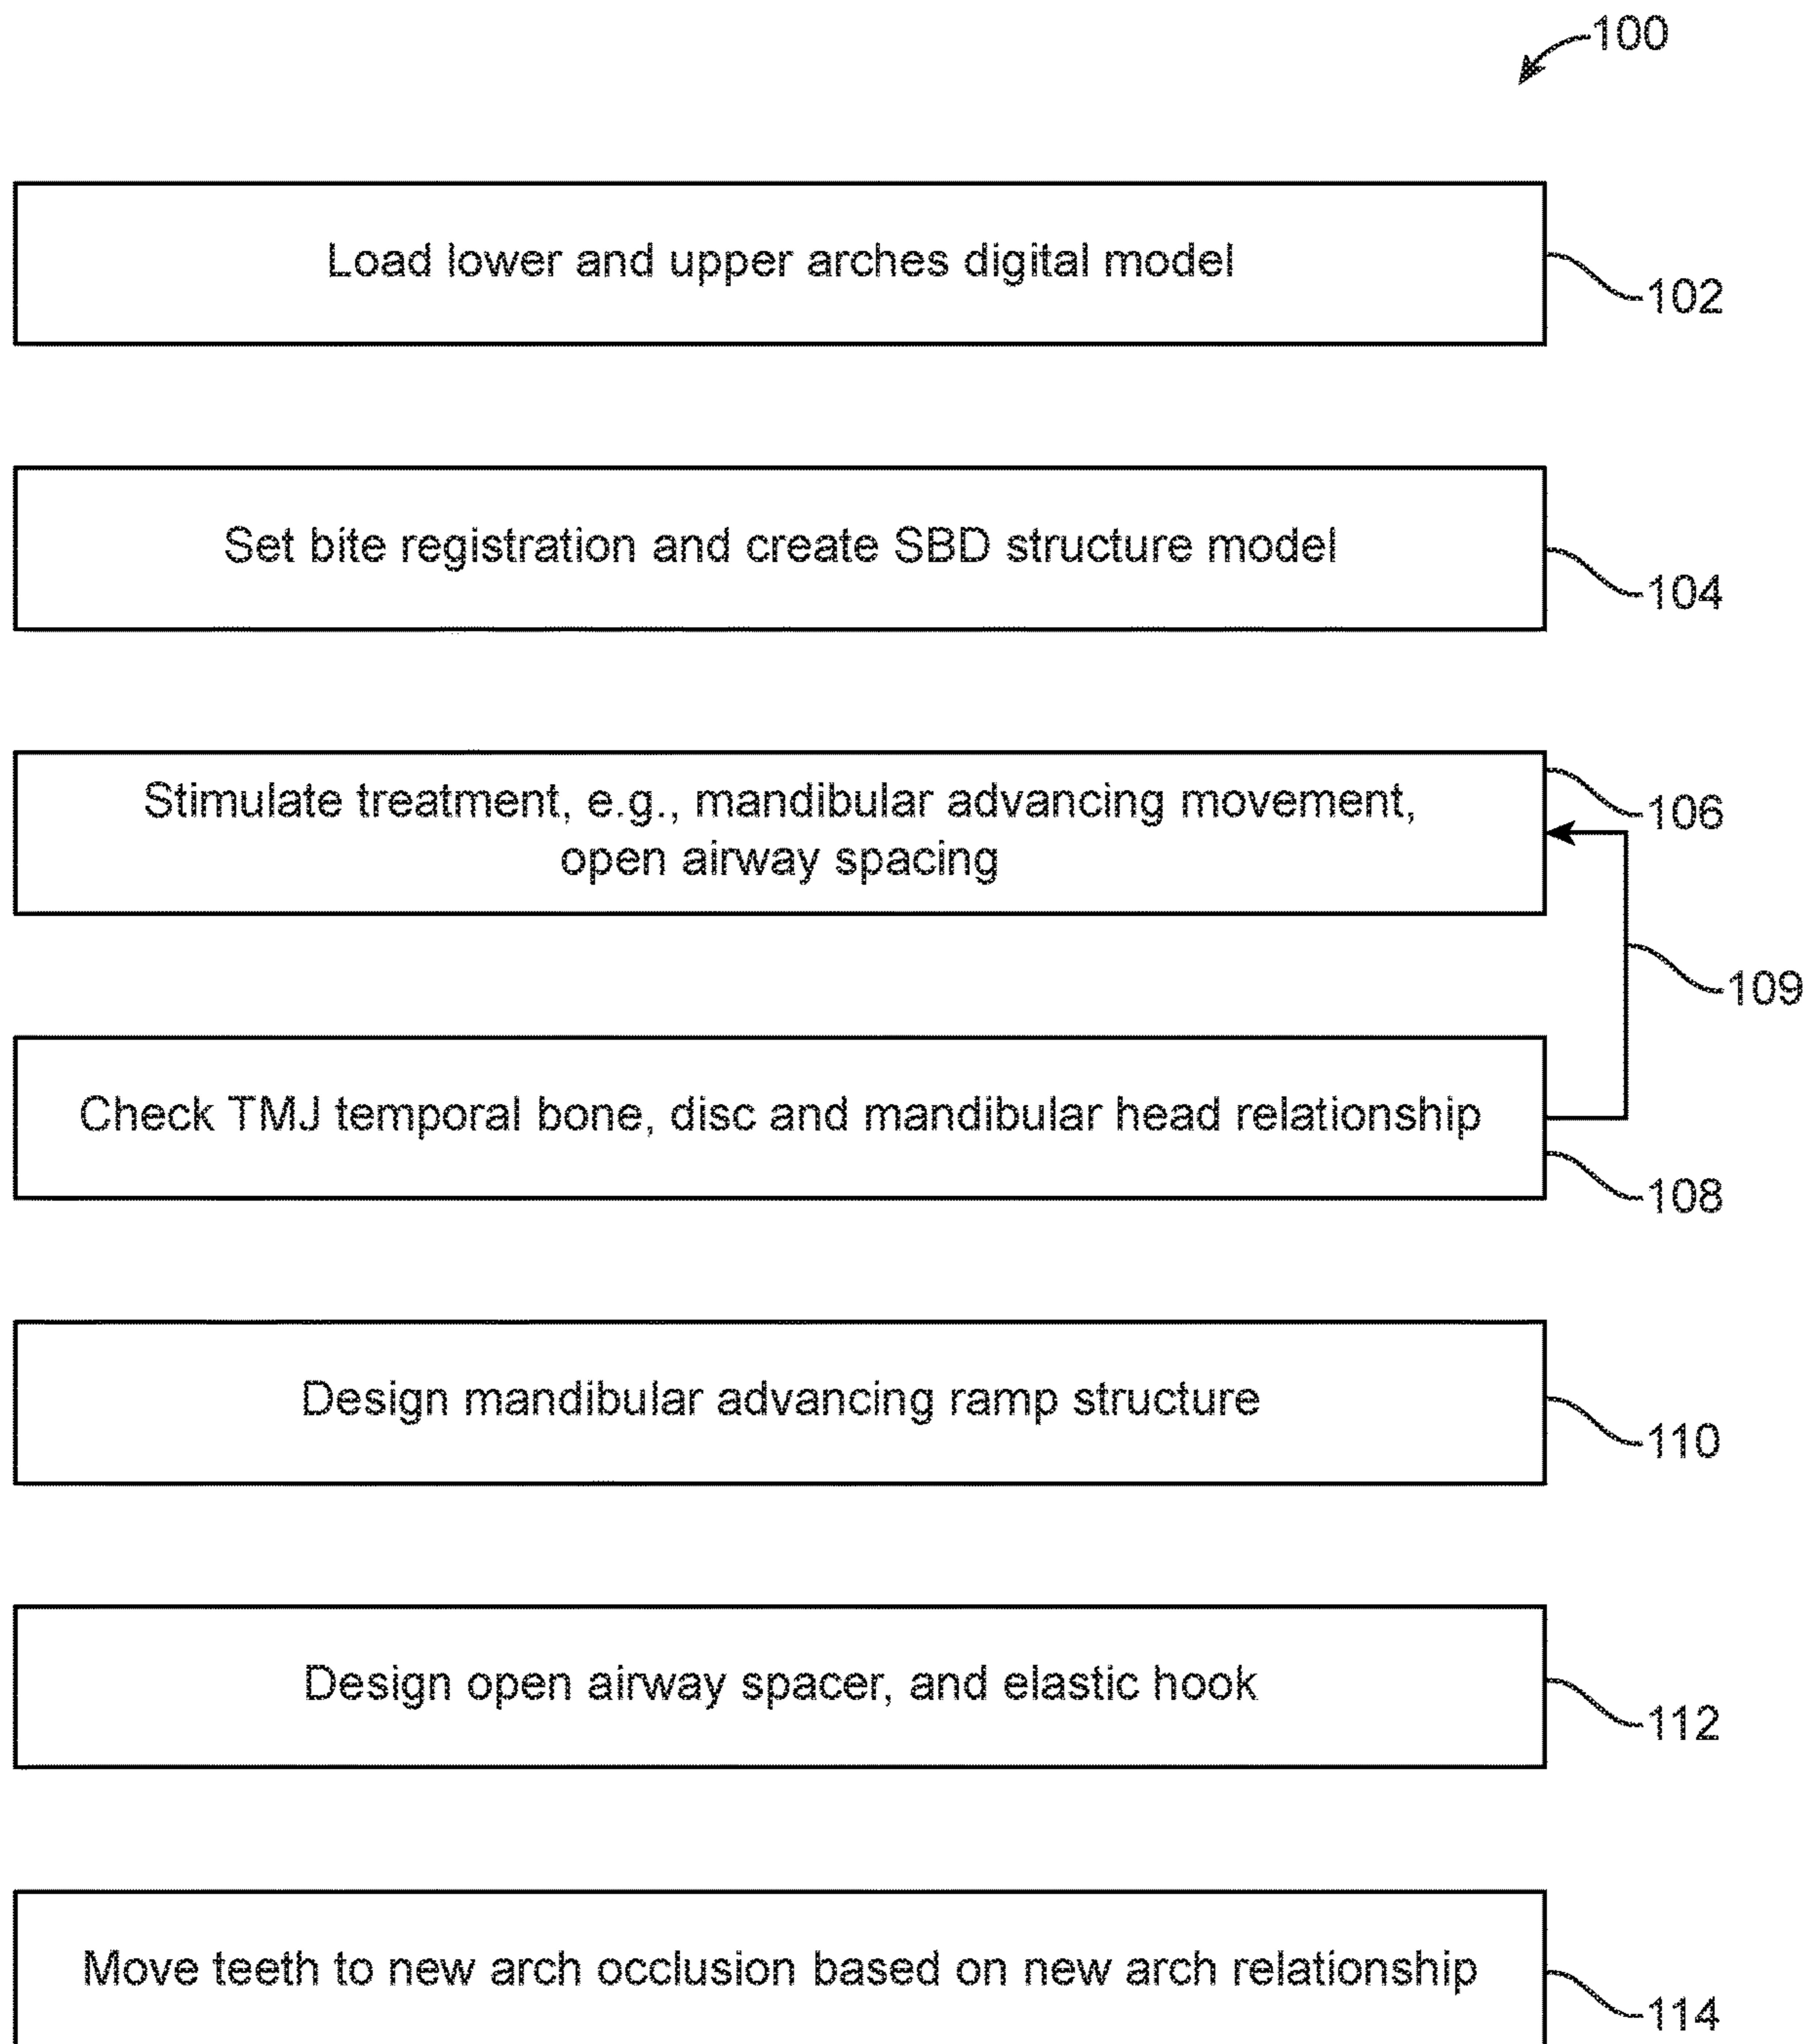 100
Load lower and upper arches digital model
102
Set bite registration and create SBD structure model
104
Stimulate treatment, e.g., mandibular advancing movement,
open airway spacing
106
109
Check TMJ temporal bone, disc and mandibular head relationship
108
Design mandibular advancing ramp structure
110
Design open airway spacer, and elastic hook
112
Move teeth to new arch occlusion based on new arch relationship
114